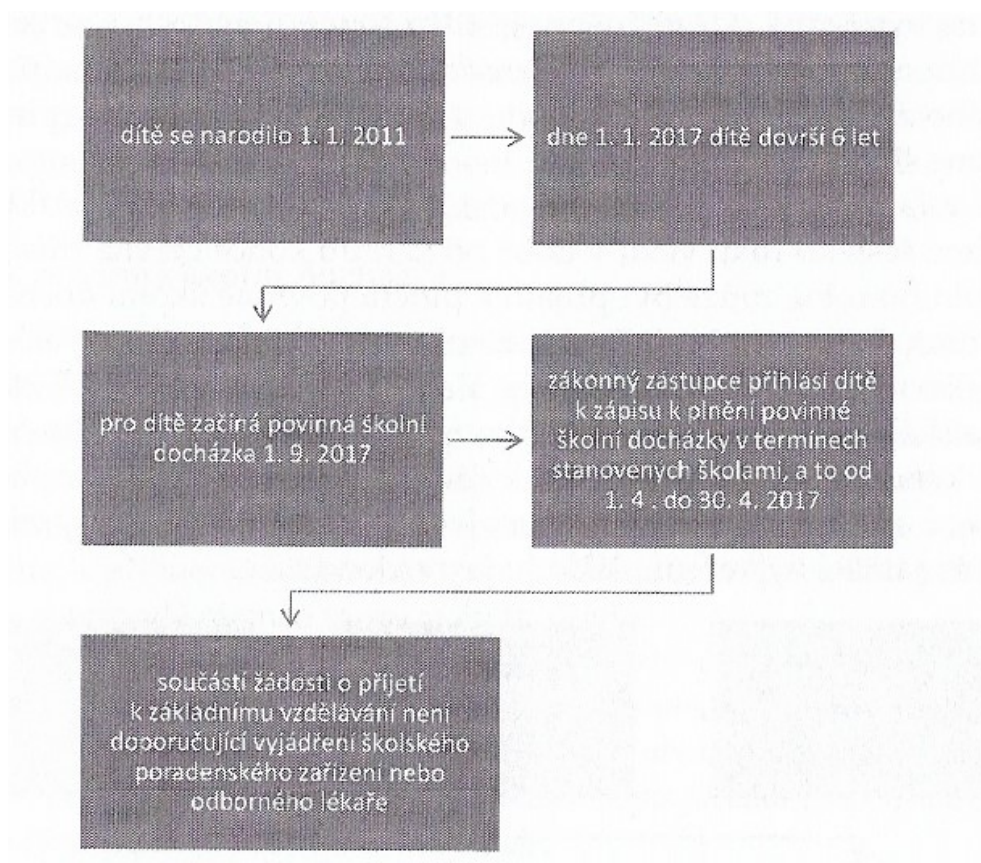 dítě se narodilo 1. 1. 2011
dne 1. 1. 2017 dítě dovrší 6 let
pro dítě začíná povinná školní
docházka 1. 9. 2017
zákonný zástupce přihlásí dítě
k zápisu k plnění povinné
školní docházky v termínech
stanovených školami, a to od
1. 4 . do 30. 4. 2017
součástí žádosti o přijetí
k základnímu vzdělávání není
doporučující vyjádření školského
poradenského zařízení nebo
odborného lékaře